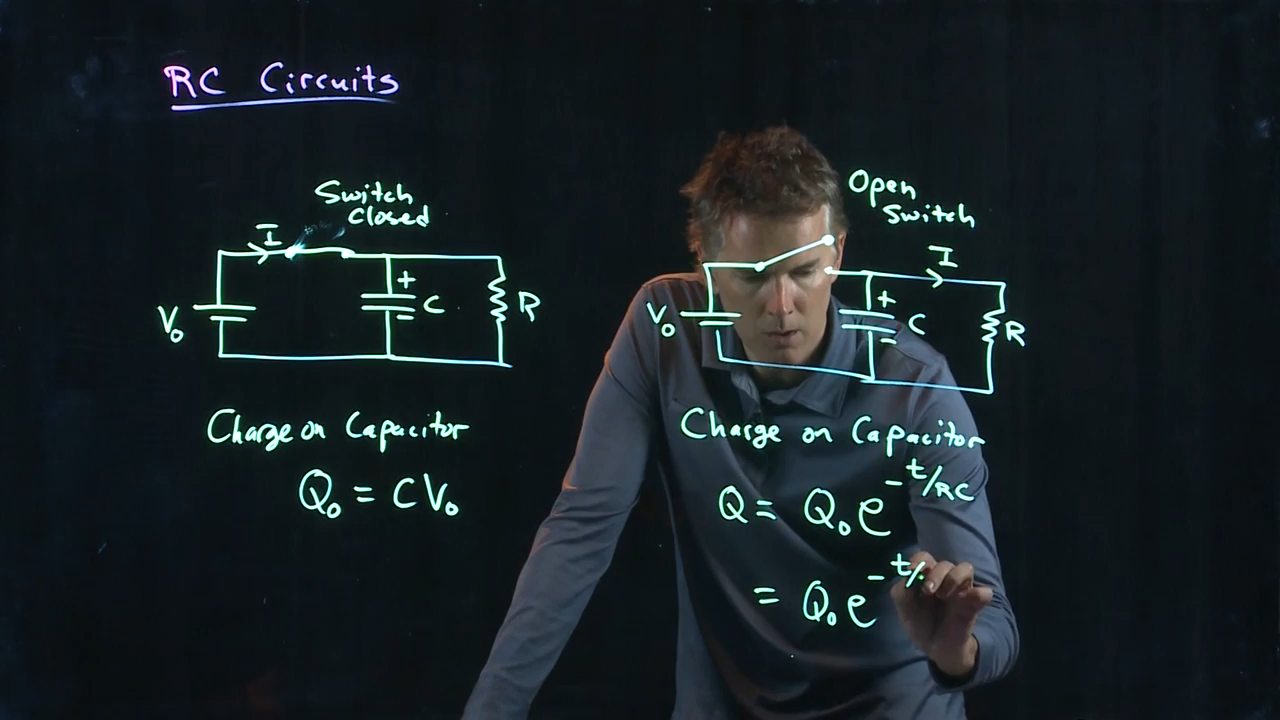 RC Circuits
Switch
Closed
I
+
C
R
V₀
Charge on Capacitor
Q₀ = CV₀
Open
Switch
I
+
C
R
V₀
Charge on Capacitor
Q = Q₀e^-t/RC
= Q₀e^-t/